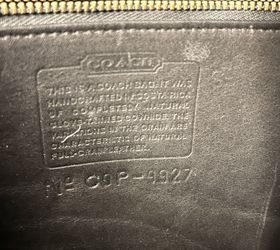 COACH
THIS IS A COACH BAG. IT WAS
HANDCRAFTED IN COSTA RICA
OF COMPLETELY NATURAL
GLOVE-TANNED COWHIDE. THE
VARIATIONS IN THE GRAIN ARE
CHARACTERISTIC OF NATURAL
FULL-GRAIN LEATHER.
No C9P-9927